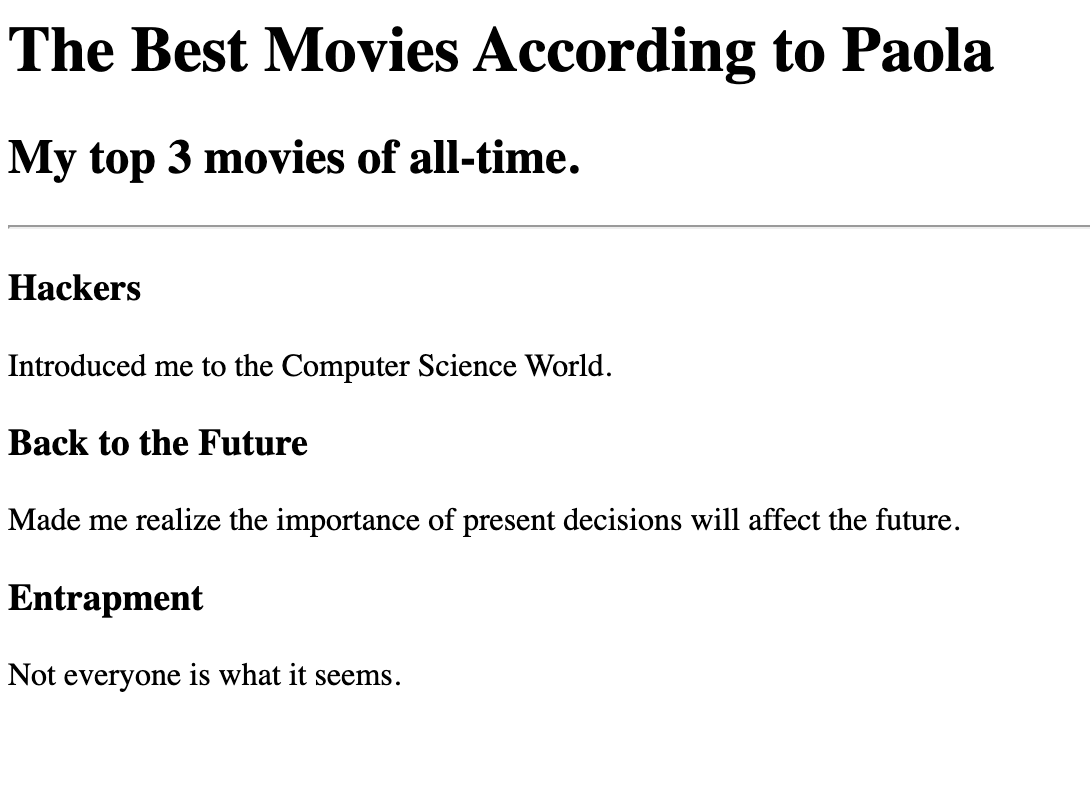 The Best Movies According to Paola
My top 3 movies of all-time.
Hackers
Introduced me to the Computer Science World.
Back to the Future
Made me realize the importance of present decisions will affect the future.
Entrapment
Not everyone is what it seems.